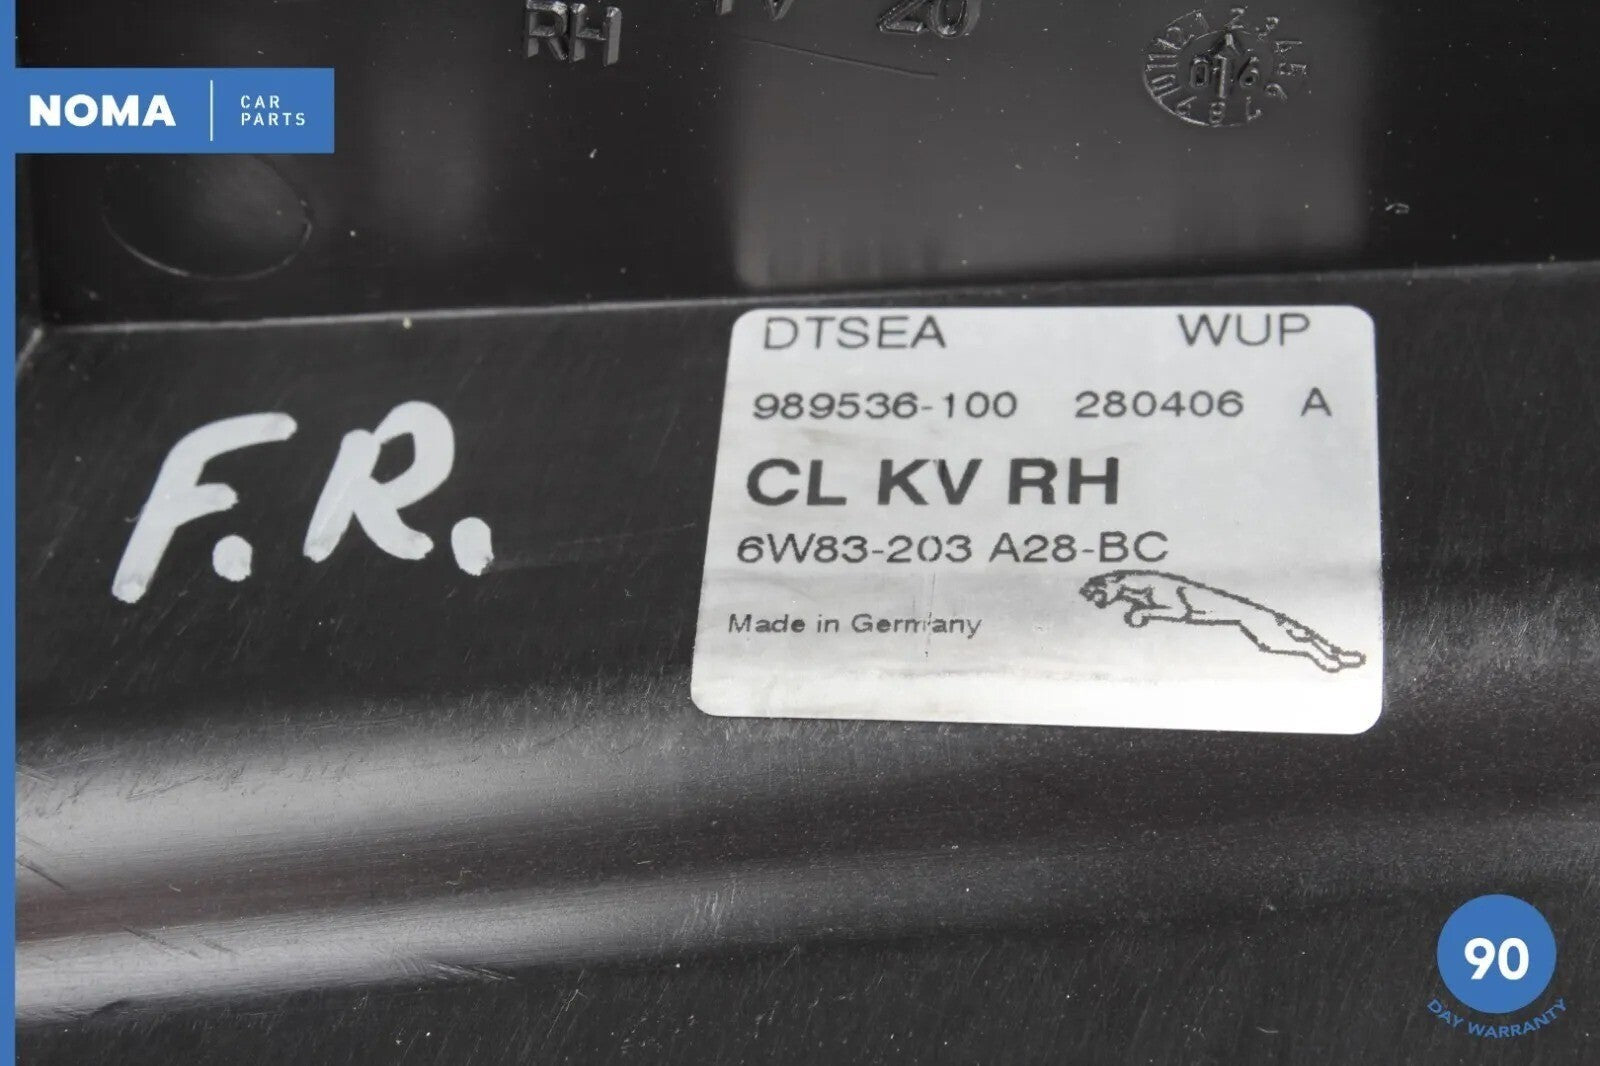 RH
20
NOMA
CAR
PARTS
DTSEA WUP
989536-100 280406 A
CL KV RH
6W83-203 A28-BC
Made in Germany
F.R.
90
DAY WARRANTY